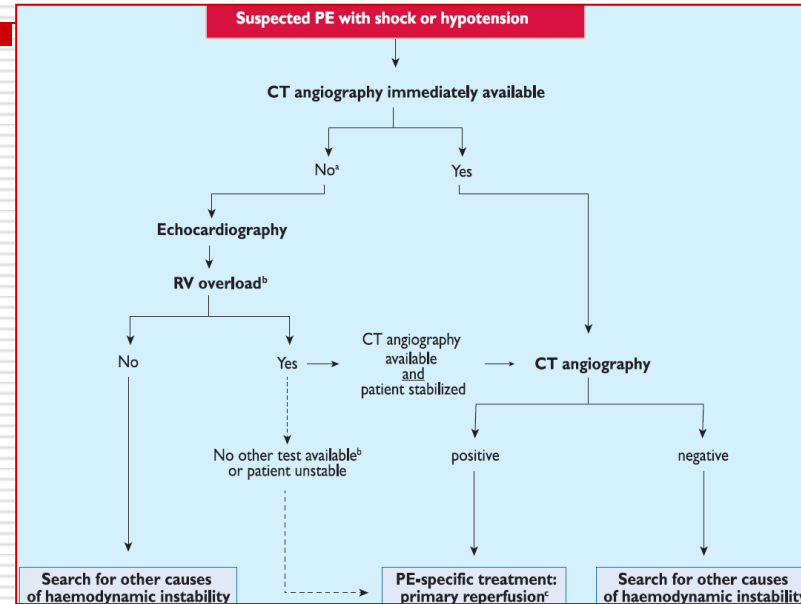 Suspected PE with shock or hypotension
CT angiography immediately available
Noᵃ
Yes
Echocardiography
RV overloadᵇ
No
Yes
CT angiography
available
and
patient stabilized
CT angiography
No other test availableᵇ
or patient unstable
positive
negative
Search for other causes
of haemodynamic instability
PE-specific treatment:
primary reperfusionᶜ
Search for other causes
of haemodynamic instability